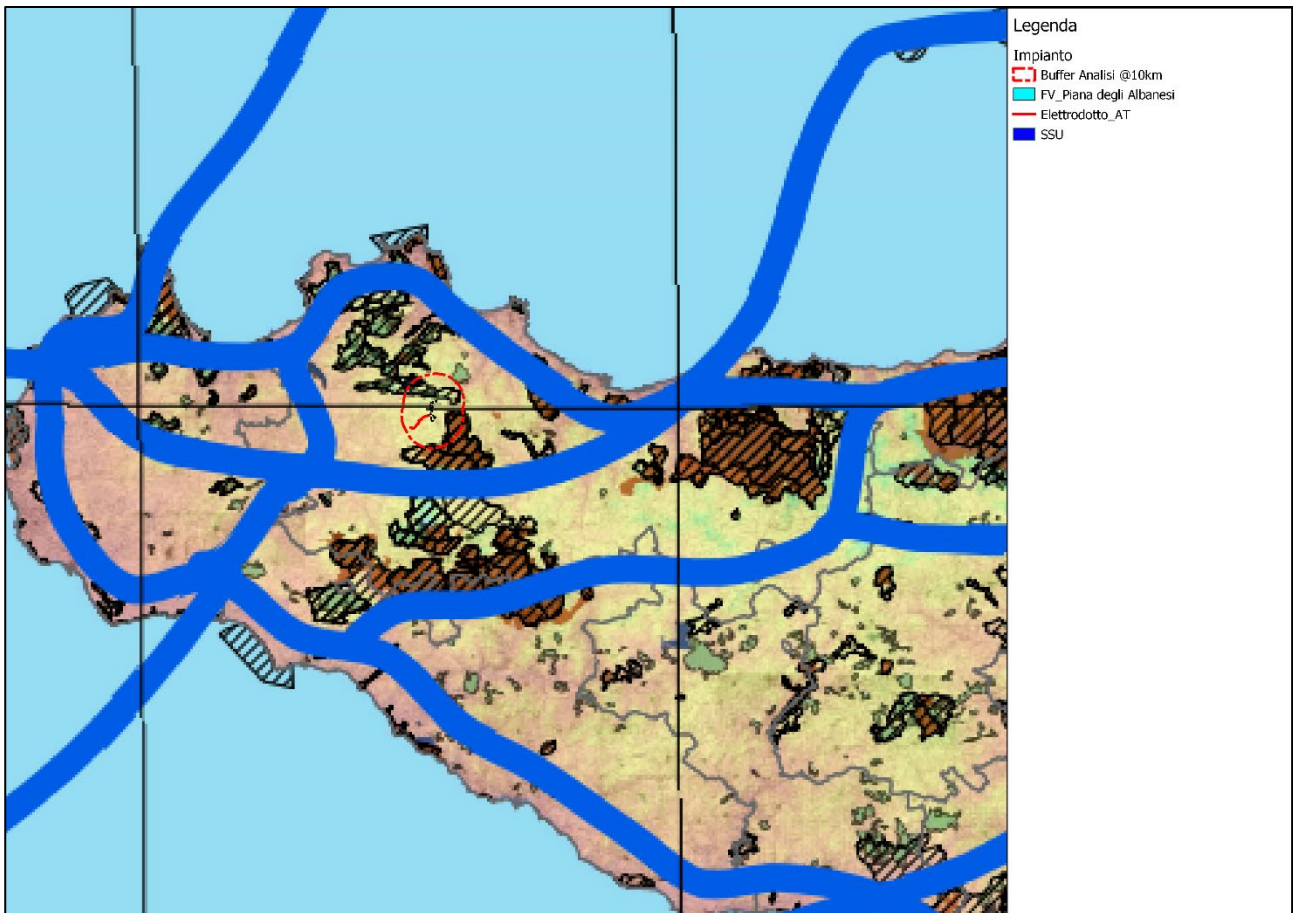 Legenda
Impianto
Buffer Analisi @10km
FV_Piana degli Albanesi
Elettrodotto_AT
SSU